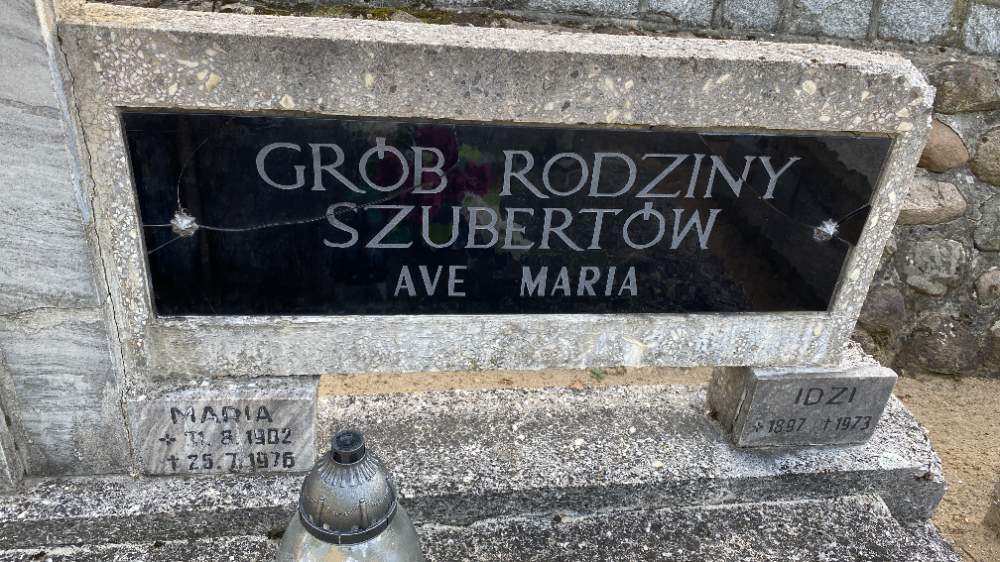 GRÓB RODZINY
SZUBERTÓW
AVE MARIA
MARIA
* 11.8.1902
† 25.7.1976
IDZI
* 1897 † 1973